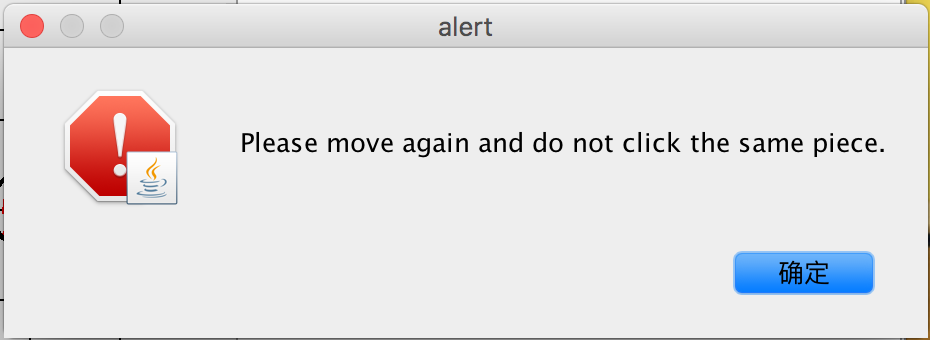 alert
Please move again and do not click the same piece.
确定